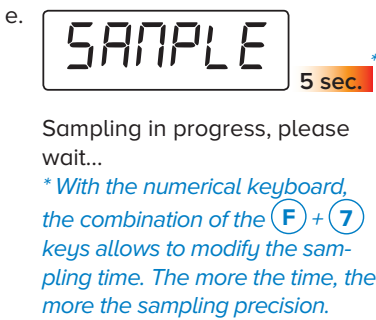 e.
SAMPLE
*
5 sec.
Sampling in progress, please
wait...
* With the numerical keyboard,
the combination of the F + 7
keys allows to modify the sam-
pling time. The more the time, the
more the sampling precision.